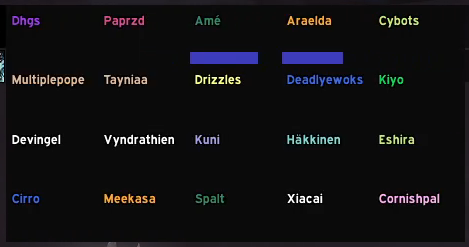 Dhgs Paprzd Amé Araelda Cybots
Multiplepope Tayniaa Drizzles Deadlyewoks Kiyo
Devingel Vyndrathien Kuni Häkkinen Eshira
Cirro Meekasa Spalt Xiacai Cornishpal